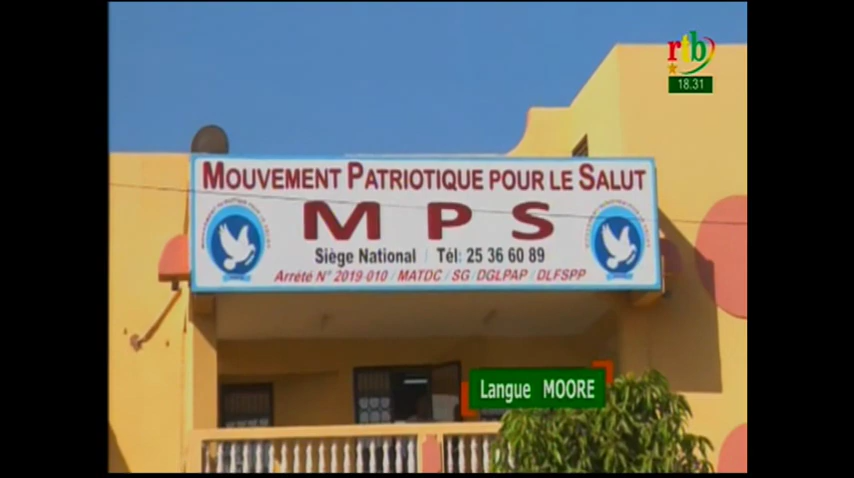 rtb
18.31
MOUVEMENT PATRIOTIQUE POUR LE SALUT
MPS
Siège National | Tél: 25 36 60 89
Arrété N° 2019-010 / MATDC / SG / DGLPAP / DLFSPP
Langue MOORE